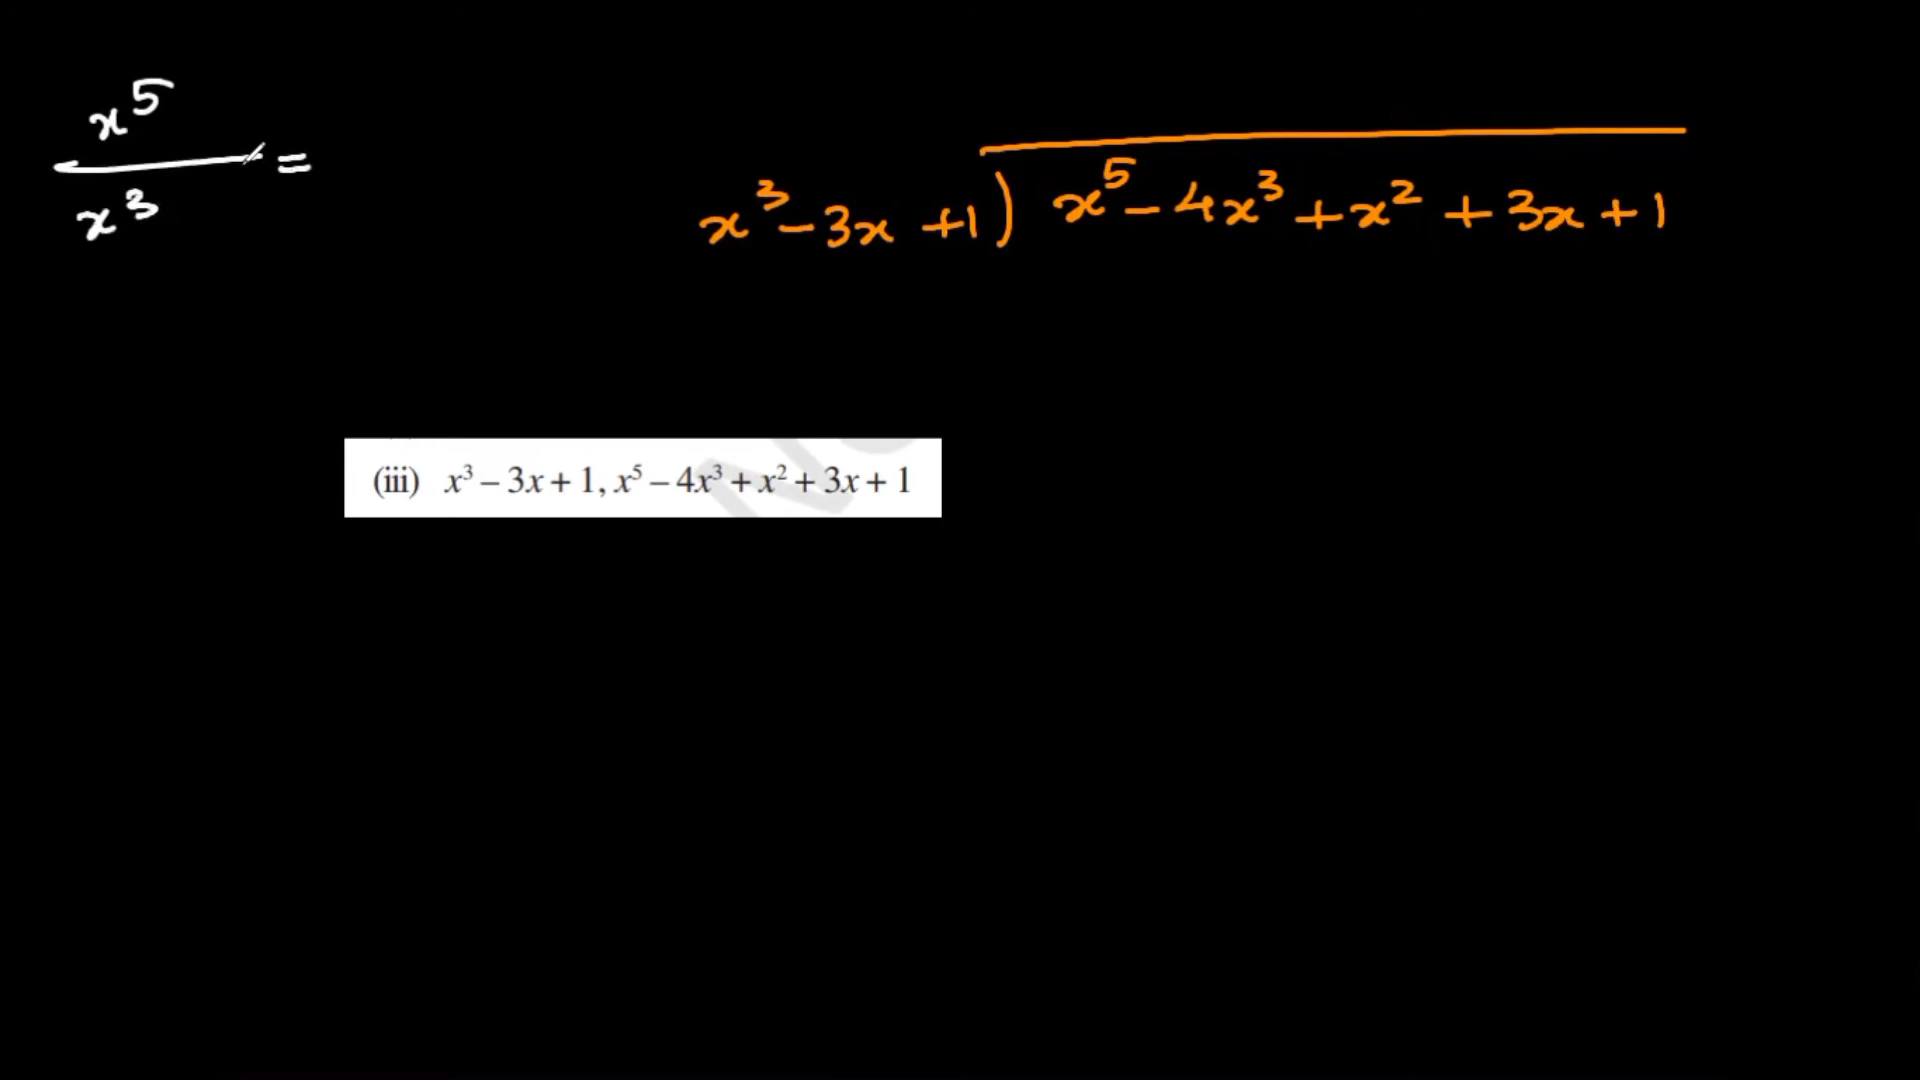 x⁵
― =
x³
x³ - 3x + 1) x⁵ - 4x³ + x² + 3x + 1
(iii) x³ – 3x + 1, x⁵ – 4x³ + x² + 3x + 1